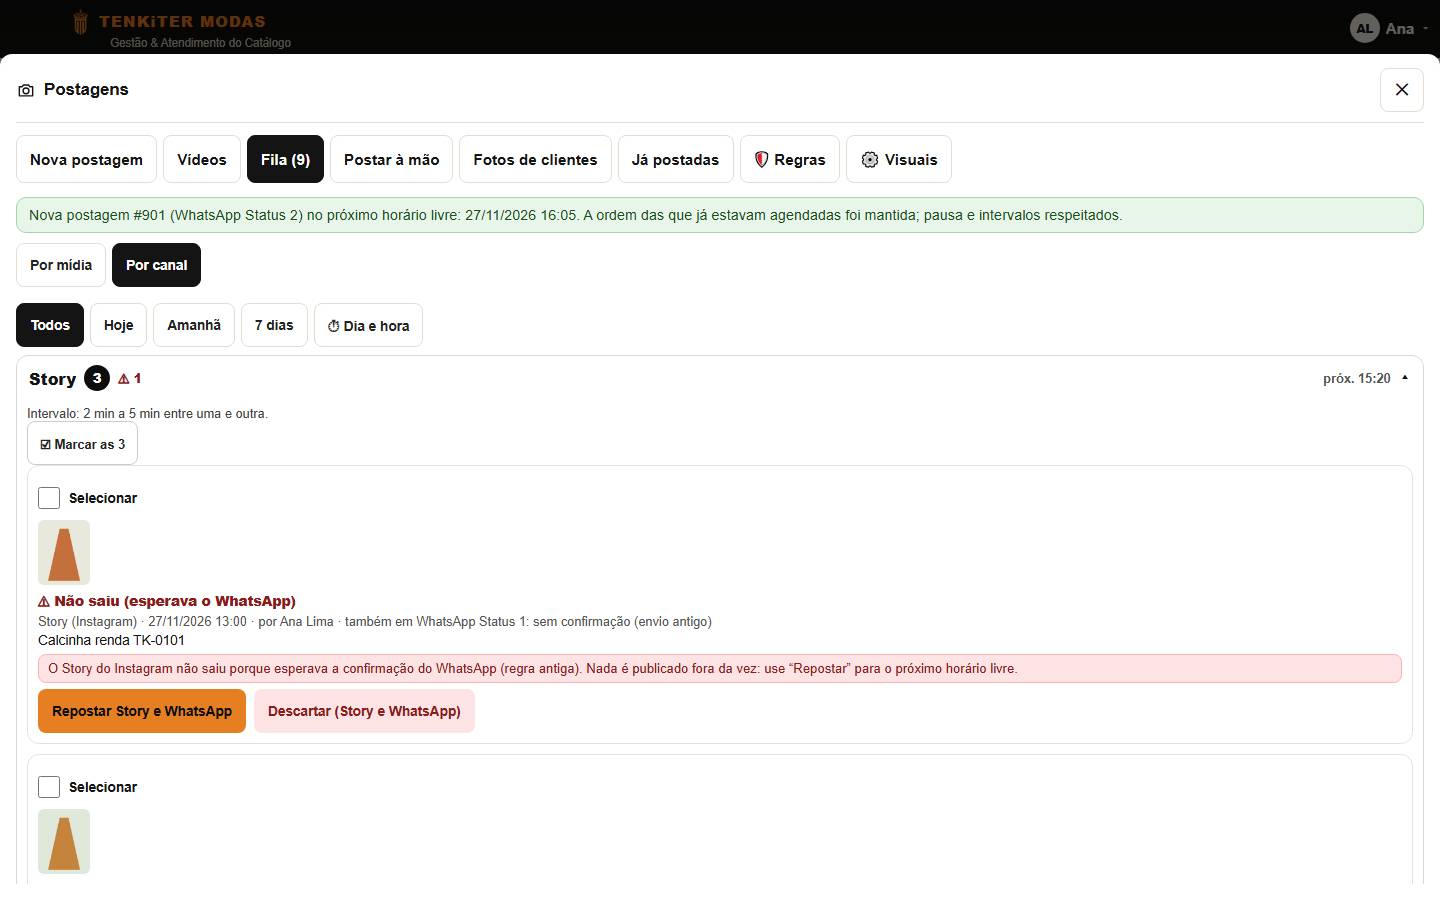 TENKiTER MODAS
Gestão & Atendimento do Catálogo
AL Ana
Postagens
Nova postagem Vídeos Fila (9) Postar à mão Fotos de clientes Já postadas Regras Visuais
Nova postagem #901 (WhatsApp Status 2) no próximo horário livre: 27/11/2026 16:05. A ordem das que já estavam agendadas foi mantida; pausa e intervalos respeitados.
Por mídia Por canal
Todos Hoje Amanhã 7 dias Dia e hora
Story 3 ⚠ 1 próx. 15:20
Intervalo: 2 min a 5 min entre uma e outra.
Marcar as 3
Selecionar
⚠ Não saiu (esperava o WhatsApp)
Story (Instagram) · 27/11/2026 13:00 · por Ana Lima · também em WhatsApp Status 1: sem confirmação (envio antigo)
Calcinha renda TK-0101
O Story do Instagram não saiu porque esperava a confirmação do WhatsApp (regra antiga). Nada é publicado fora da vez: use “Repostar” para o próximo horário livre.
Repostar Story e WhatsApp Descartar (Story e WhatsApp)
Selecionar